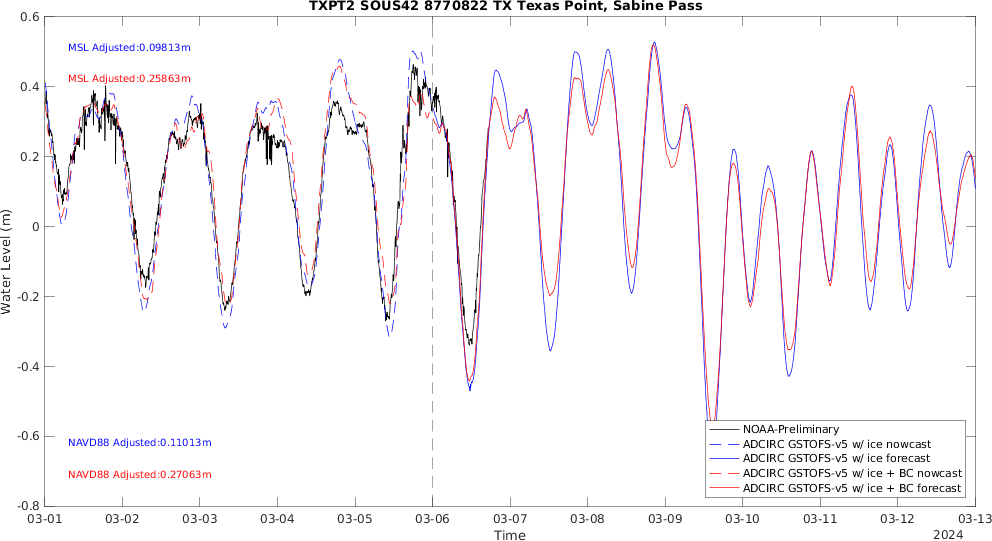 TXPT2 SOUS42 8770822 TX Texas Point, Sabine Pass
0.6
MSL Adjusted:0.09813m
MSL Adjusted:0.25863m
0.4
0.2
0
-0.2
-0.4
-0.6
-0.8
Water Level (m)
NAVD88 Adjusted:0.11013m
NAVD88 Adjusted:0.27063m
NOAA-Preliminary
ADCIRC GSTOFS-v5 w/ ice nowcast
ADCIRC GSTOFS-v5 w/ ice forecast
ADCIRC GSTOFS-v5 w/ ice + BC nowcast
ADCIRC GSTOFS-v5 w/ ice + BC forecast
03-01 03-02 03-03 03-04 03-05 03-06 03-07 03-08 03-09 03-10 03-11 03-12 03-13
Time
2024